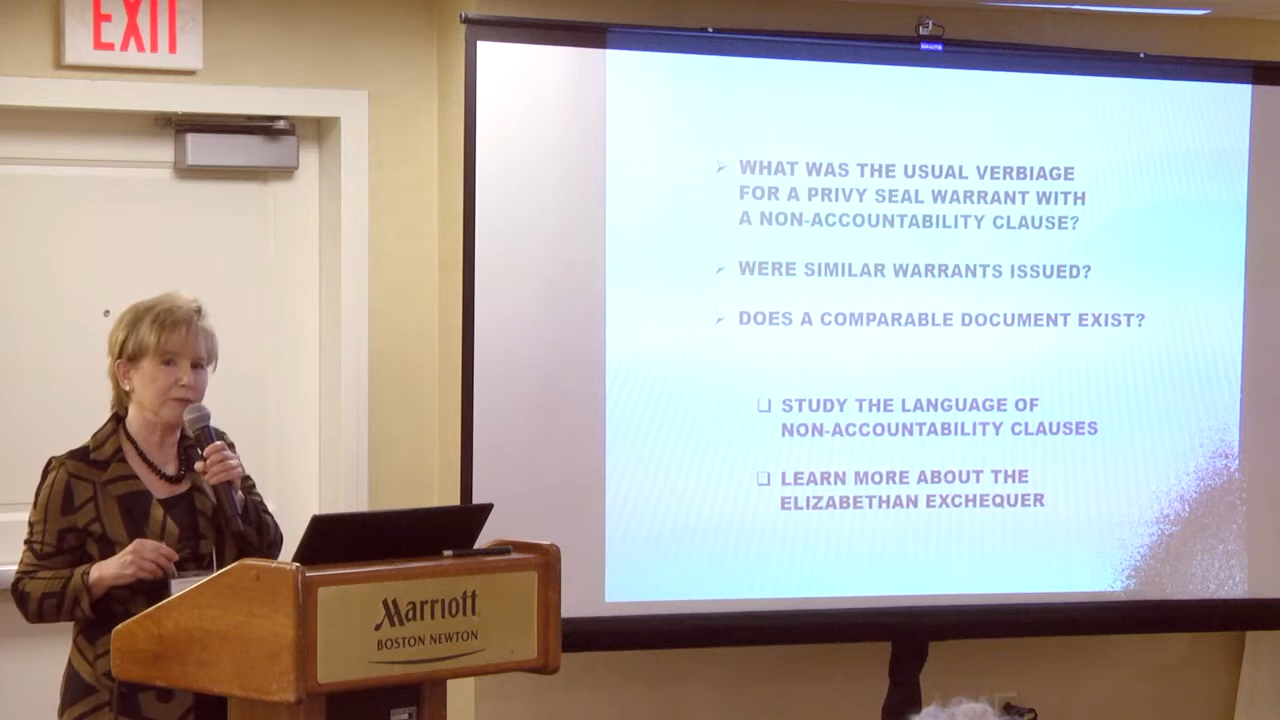 EXIT
WHAT WAS THE USUAL VERBIAGE
FOR A PRIVY SEAL WARRANT WITH
A NON-ACCOUNTABILITY CLAUSE?
WERE SIMILAR WARRANTS ISSUED?
DOES A COMPARABLE DOCUMENT EXIST?
STUDY THE LANGUAGE OF
NON-ACCOUNTABILITY CLAUSES
LEARN MORE ABOUT THE
ELIZABETHAN EXCHEQUER
Marriott
BOSTON NEWTON